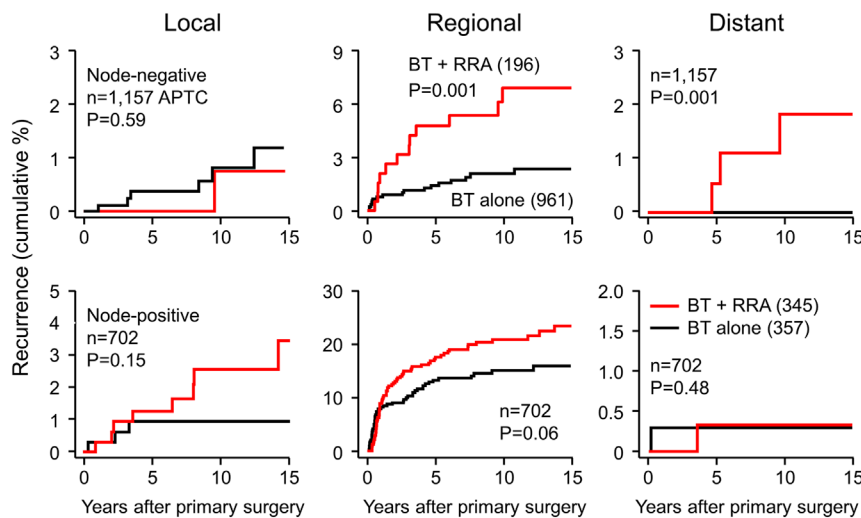 Local
Regional
Distant
Recurrence (cumulative %)
3
2
1
0
Node-negative
n=1,157 APTC
P=0.59
0 5 10 15
9
6
3
0
BT + RRA (196)
P=0.001
BT alone (961)
0 5 10 15
3
2
1
0
n=1,157
P=0.001
0 5 10 15
5
4
3
2
1
0
Node-positive
n=702
P=0.15
0 5 10 15
Years after primary surgery
30
20
10
0
n=702
P=0.06
0 5 10 15
Years after primary surgery
2.0
1.5
1.0
0.5
0.0
BT + RRA (345)
BT alone (357)
n=702
P=0.48
0 5 10 15
Years after primary surgery